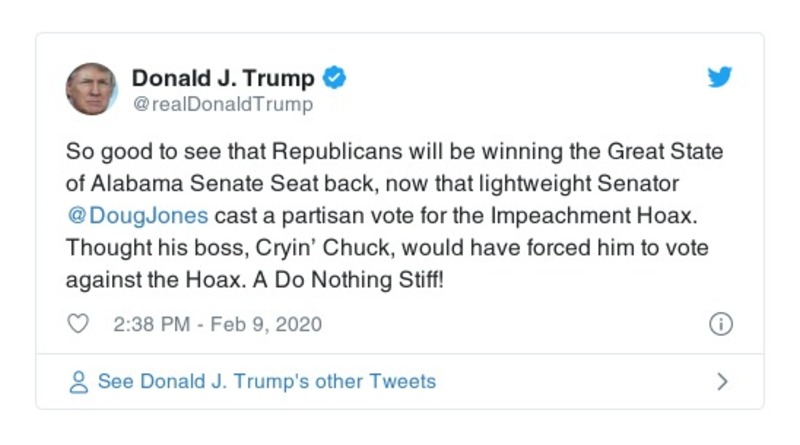 Donald J. Trump
@realDonaldTrump
So good to see that Republicans will be winning the Great State
of Alabama Senate Seat back, now that lightweight Senator
@DougJones cast a partisan vote for the Impeachment Hoax.
Thought his boss, Cryin’ Chuck, would have forced him to vote
against the Hoax. A Do Nothing Stiff!
2:38 PM - Feb 9, 2020
See Donald J. Trump's other Tweets